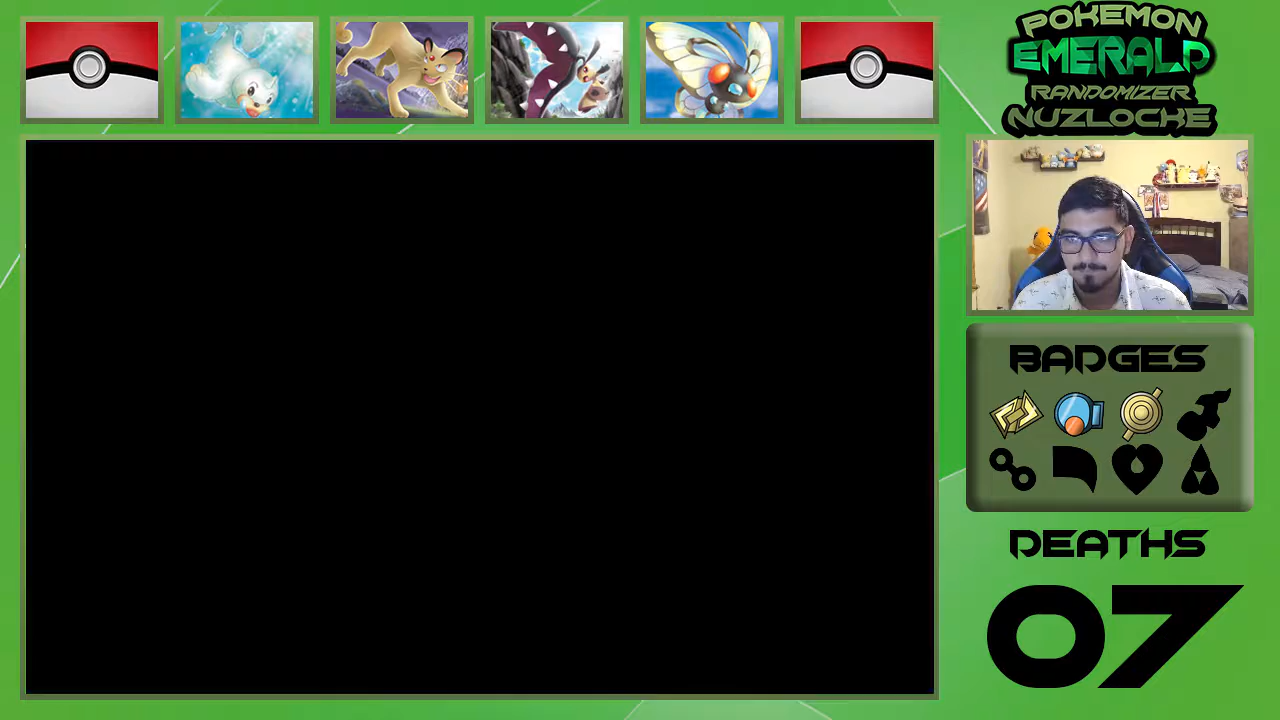 POKEMON
EMERALD
RANDOMIZER
NUZLOCKE
BADGES
DEATHS
07